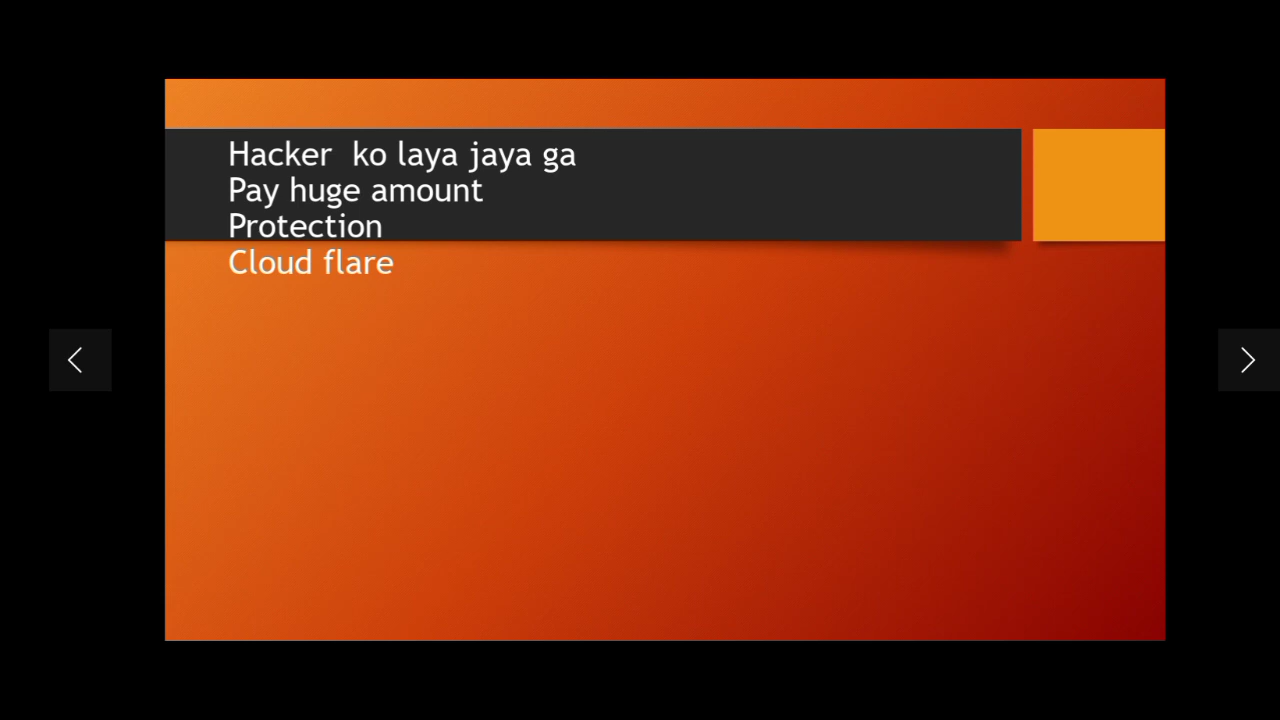 Hacker  ko laya jaya ga
Pay huge amount
Protection
Cloud flare